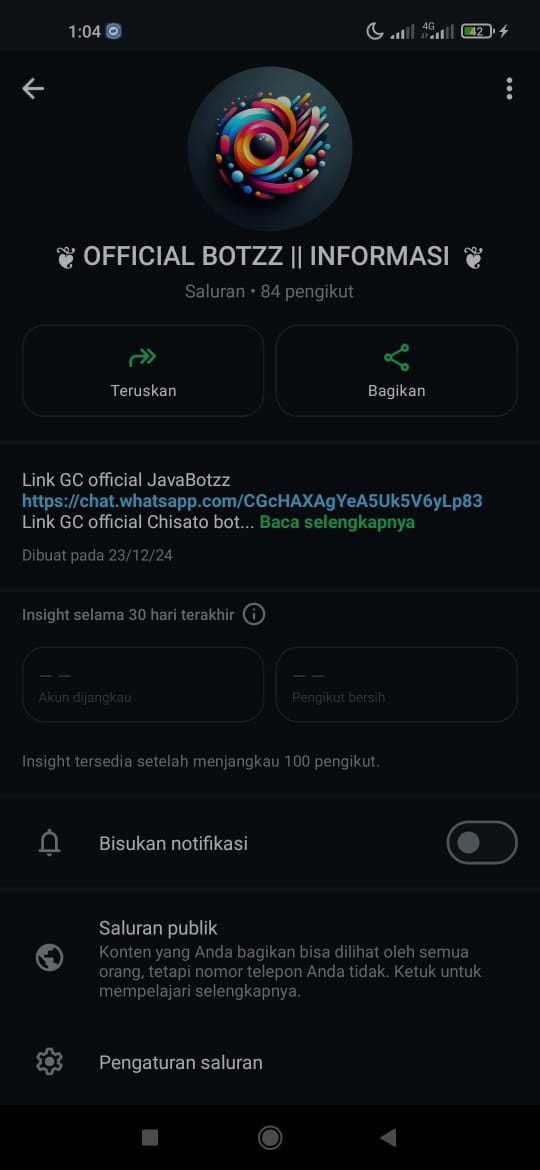 1:04
4G
42
❦ OFFICIAL BOTZZ || INFORMASI ❦
Saluran • 84 pengikut
Teruskan
Bagikan
Link GC official JavaBotzz
https://chat.whatsapp.com/CGcHAXAgYeA5Uk5V6yLp83
Link GC official Chisato bot... Baca selengkapnya
Dibuat pada 23/12/24
Insight selama 30 hari terakhir
— —
Akun dijangkau
— —
Pengikut bersih
Insight tersedia setelah menjangkau 100 pengikut.
Bisukan notifikasi
Saluran publik
Konten yang Anda bagikan bisa dilihat oleh semua
orang, tetapi nomor telepon Anda tidak. Ketuk untuk
mempelajari selengkapnya.
Pengaturan saluran